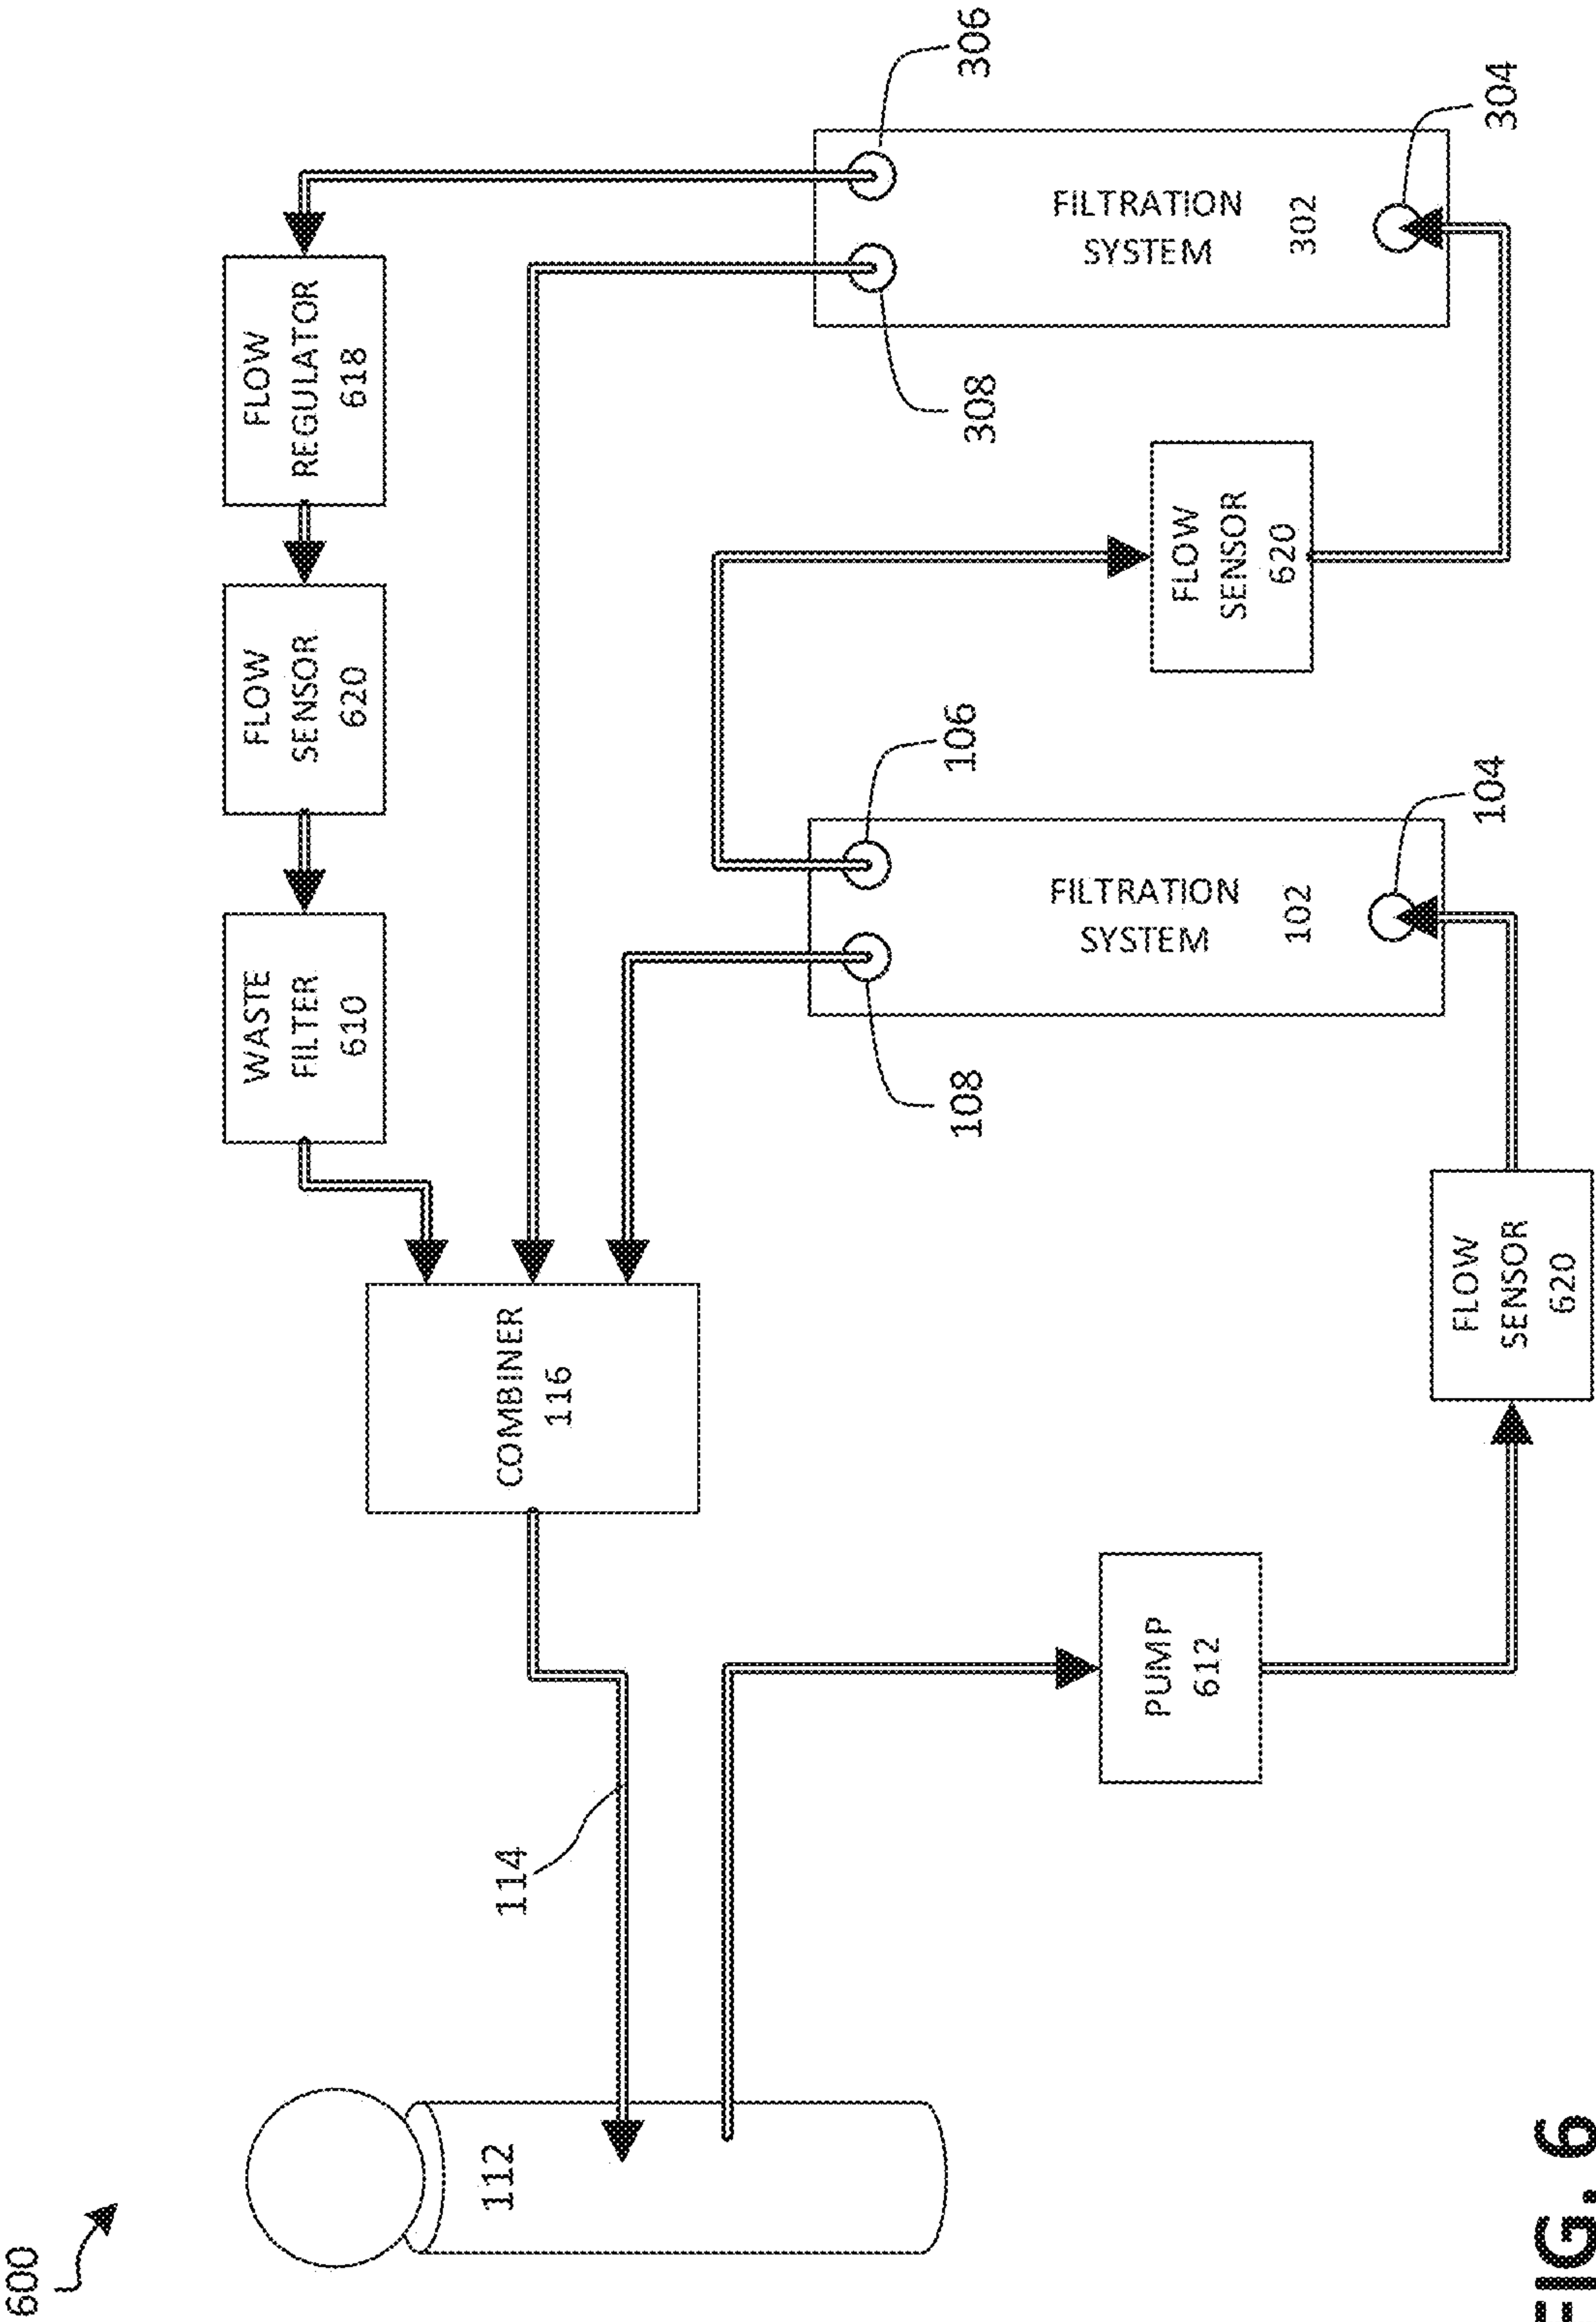 600
112
114
COMBINER
116
WASTE
FILTER
610
FLOW
SENSOR
620
FLOW
REGULATOR
618
PUMP
612
FLOW
SENSOR
620
108
106
FILTRATION
SYSTEM
102
104
FLOW
SENSOR
620
308
306
FILTRATION
SYSTEM
302
304
FIG. 6